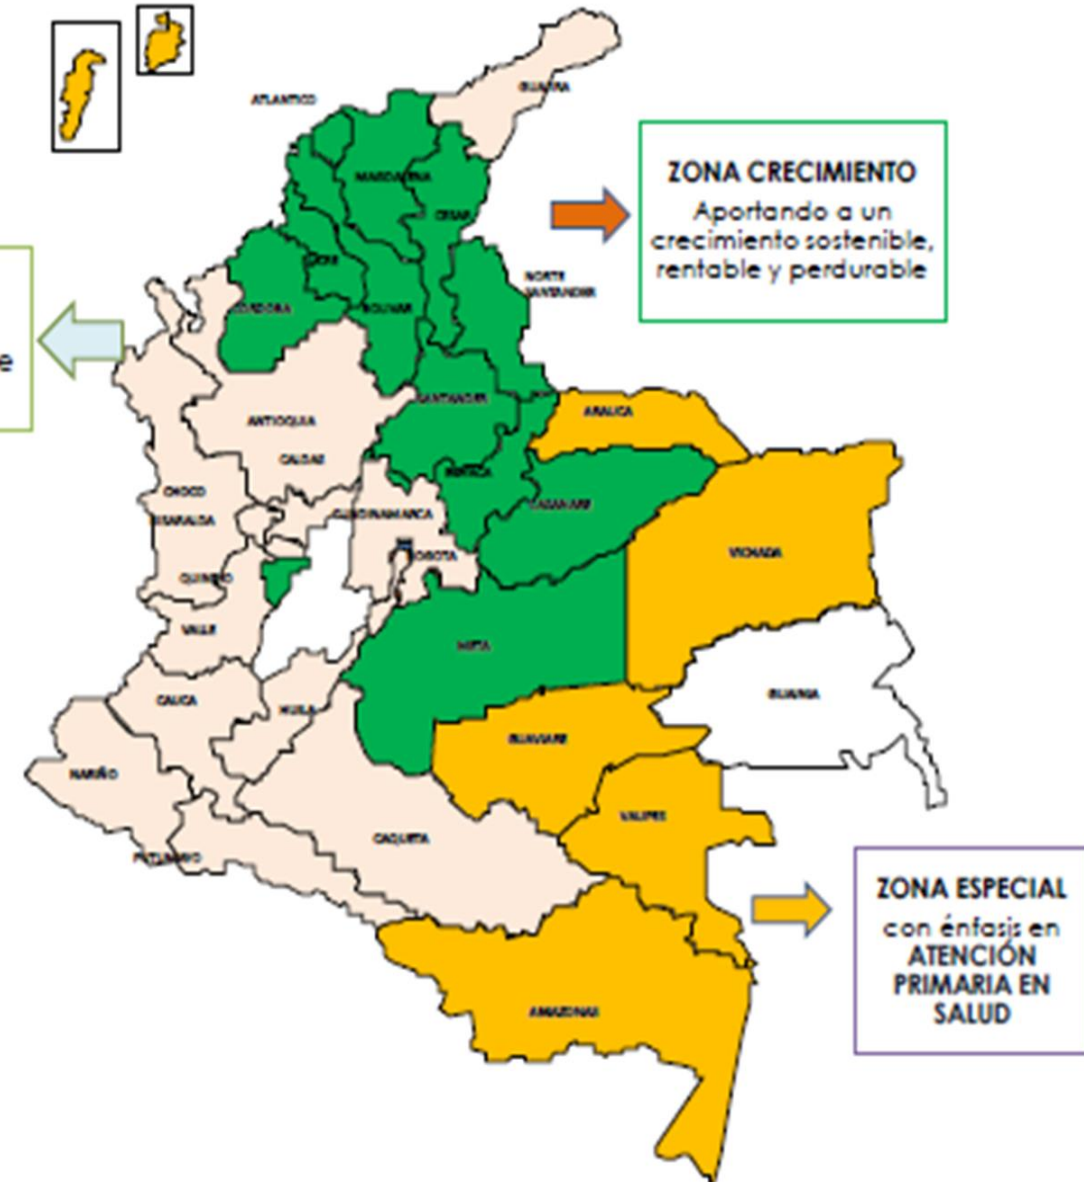 GUAJIRA
ATLANTICO
ZONA CRECIMIENTO
Aportando a un
crecimiento sostenible,
rentable y perdurable
MAGDALENA
CESAR
NORTE
SANTANDER
BOLIVAR
SANTANDER
ARAUCA
ANTIOQUIA
CALDAS
BOYACA
CHOCO
CASANARE
CUNDINAMARCA
BOGOTA
VICHADA
VALLE
META
CAUCA
HUILA
GUAINIA
GUAVIARE
NARIÑO
VAUPES
CAQUETA
PUTUMAYO
ZONA ESPECIAL
con énfasis en
ATENCIÓN
PRIMARIA EN
SALUD
AMAZONAS